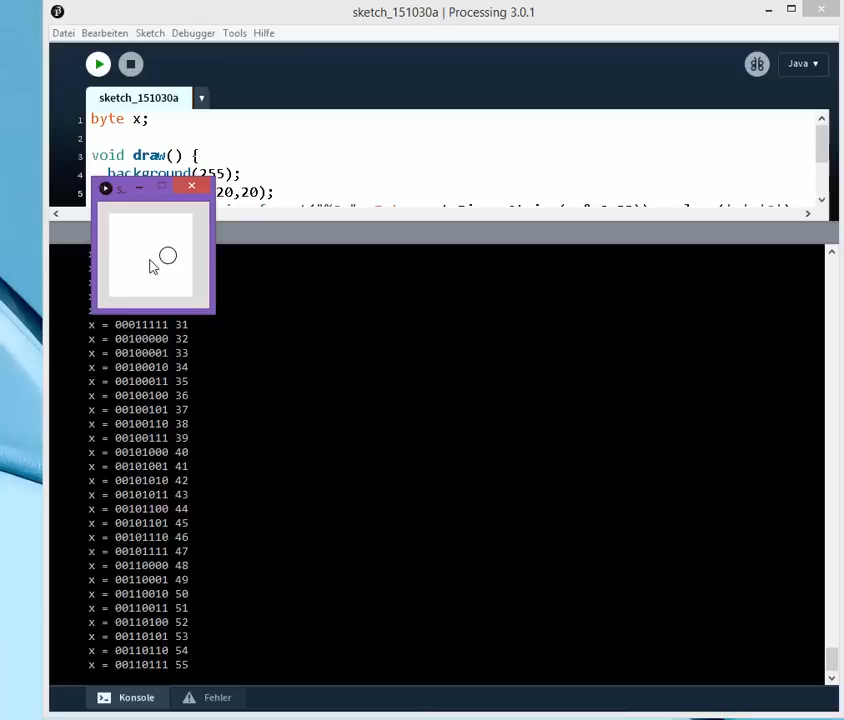 sketch_151030a | Processing 3.0.1
Datei Bearbeiten Sketch Debugger Tools Hilfe
Java ▾
sketch_151030a
1 byte x;
2
3 void draw() {
4 background(255);
5 20,20);
S...
x = 00011111 31
x = 00100000 32
x = 00100001 33
x = 00100010 34
x = 00100011 35
x = 00100100 36
x = 00100101 37
x = 00100110 38
x = 00100111 39
x = 00101000 40
x = 00101001 41
x = 00101010 42
x = 00101011 43
x = 00101100 44
x = 00101101 45
x = 00101110 46
x = 00101111 47
x = 00110000 48
x = 00110001 49
x = 00110010 50
x = 00110011 51
x = 00110100 52
x = 00110101 53
x = 00110110 54
x = 00110111 55
Konsole Fehler